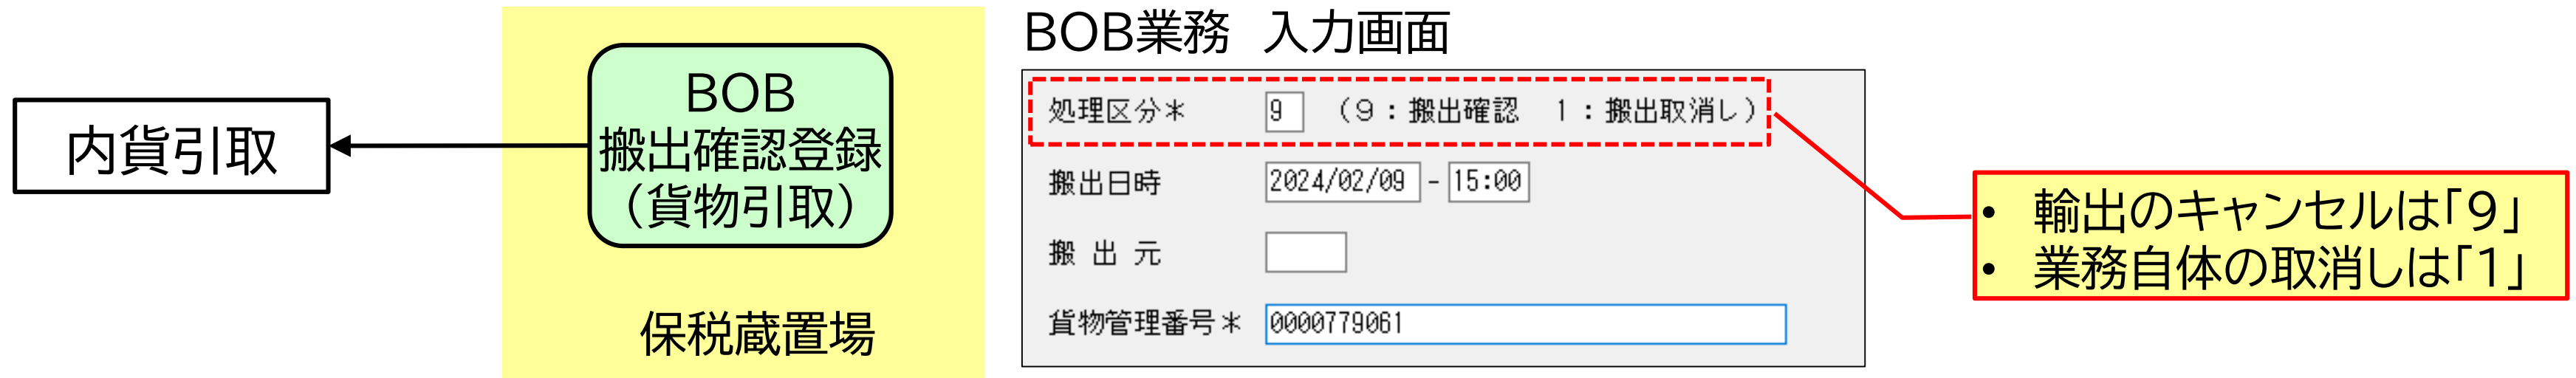 内貨引取
BOB
搬出確認登録
（貨物引取）
保税蔵置場
BOB業務　入力画面
処理区分＊ 9 （９：搬出確認　１：搬出取消し）
搬出日時 2024/02/09 - 15:00
搬 出 元
貨物管理番号＊ 0000779061
• 輸出のキャンセルは「９」
• 業務自体の取消しは「１」